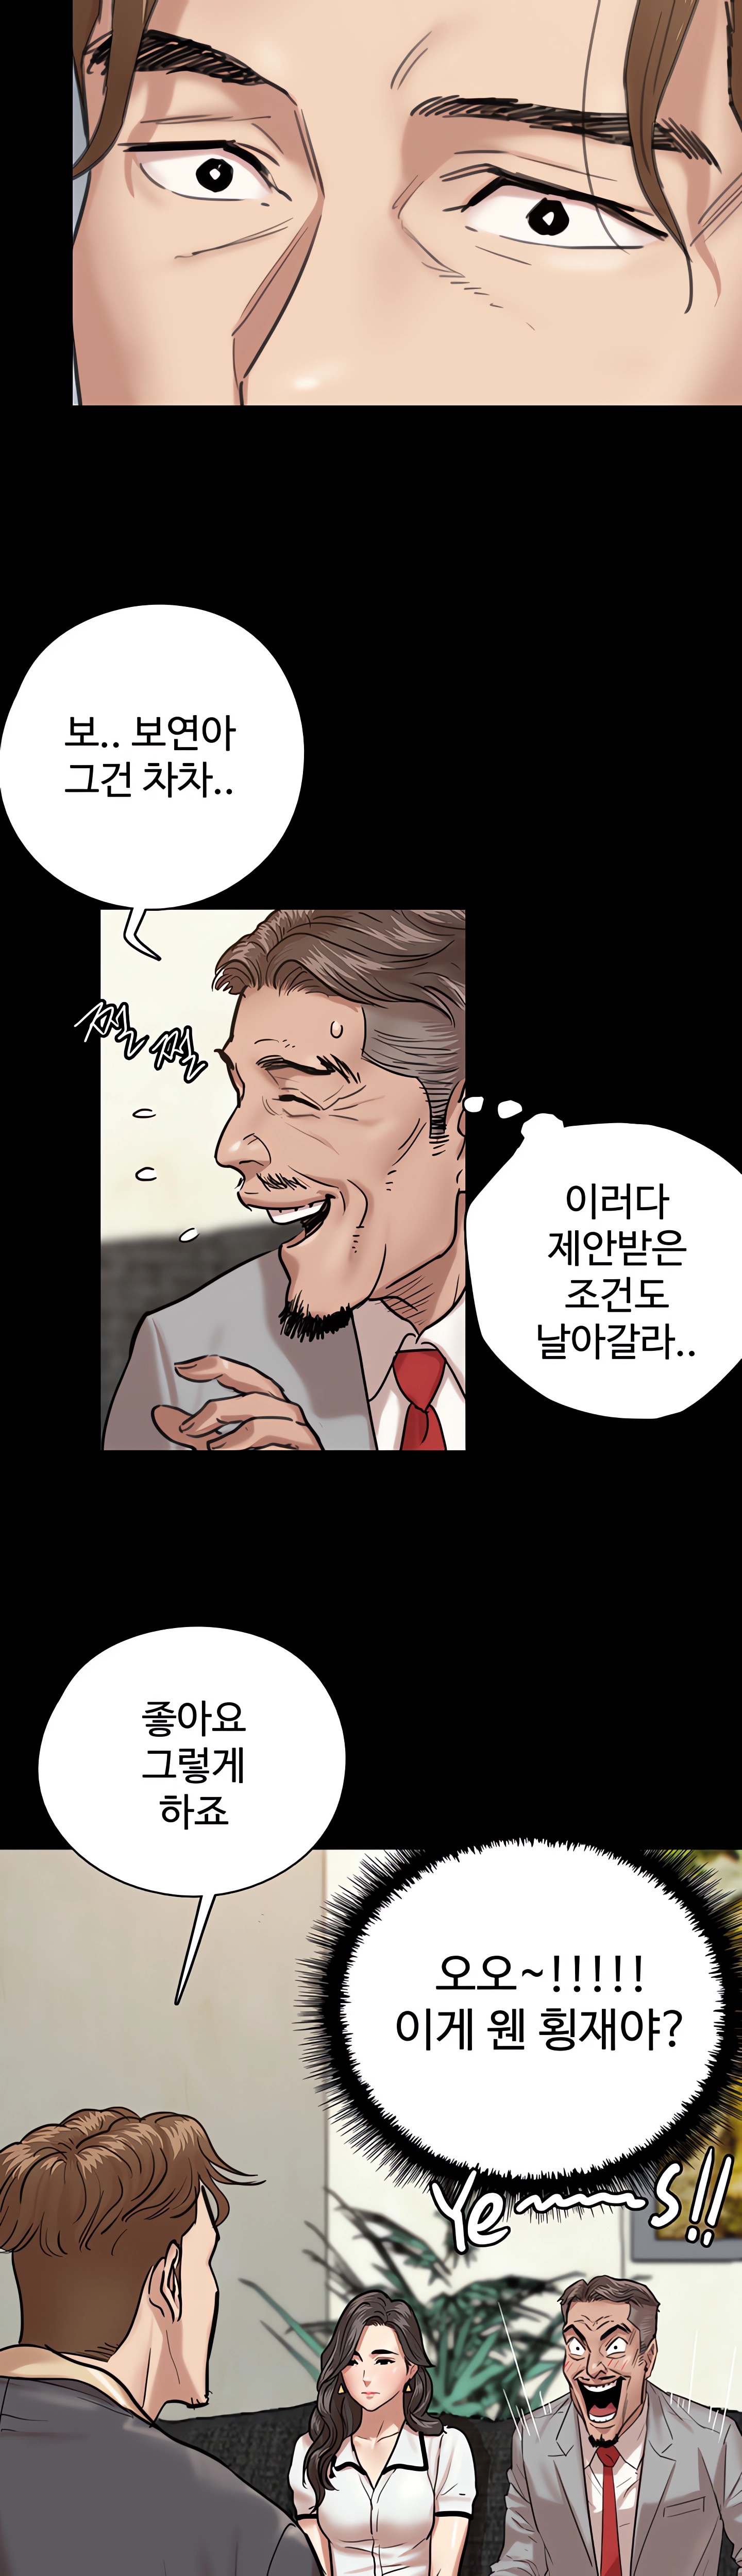 보.. 보연아
그건 차차..
찔 찔
이러다
제안받은
조건도
날아갈라..
좋아요
그렇게
하죠
오오~!!!!!
이게 웬 횡재야?
Ye~~s!!